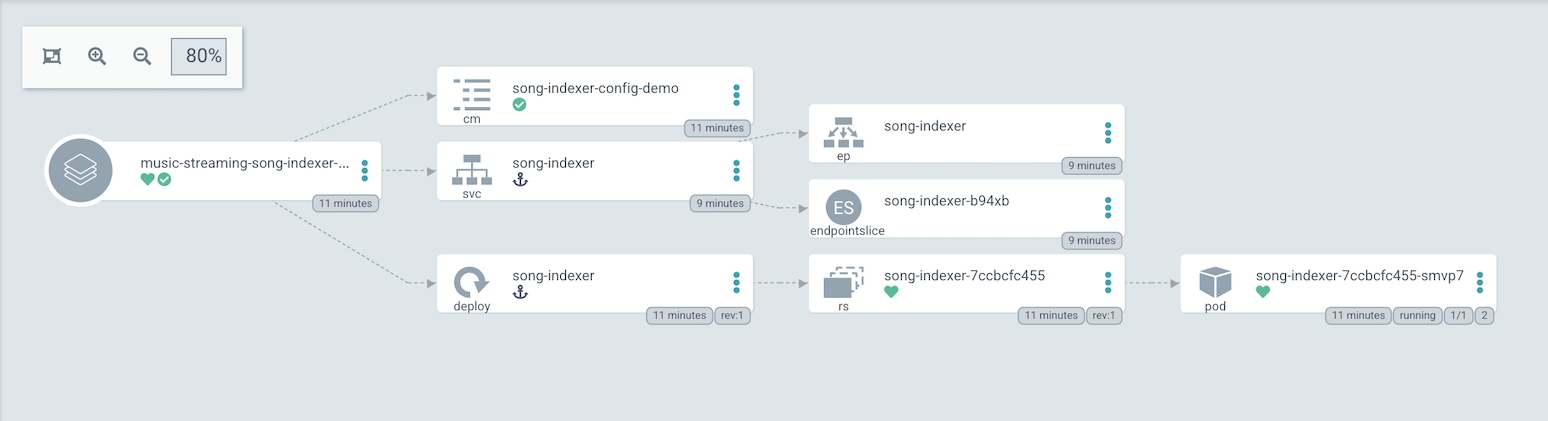 80%
music-streaming-song-indexer-...
11 minutes
song-indexer-config-demo
cm
11 minutes
song-indexer
svc
9 minutes
song-indexer
deploy
11 minutes rev:1
song-indexer
ep
9 minutes
ES
song-indexer-b94xb
endpointslice
9 minutes
song-indexer-7ccbcfc455
rs
11 minutes rev:1
song-indexer-7ccbcfc455-smvp7
pod
11 minutes running 1/1 2